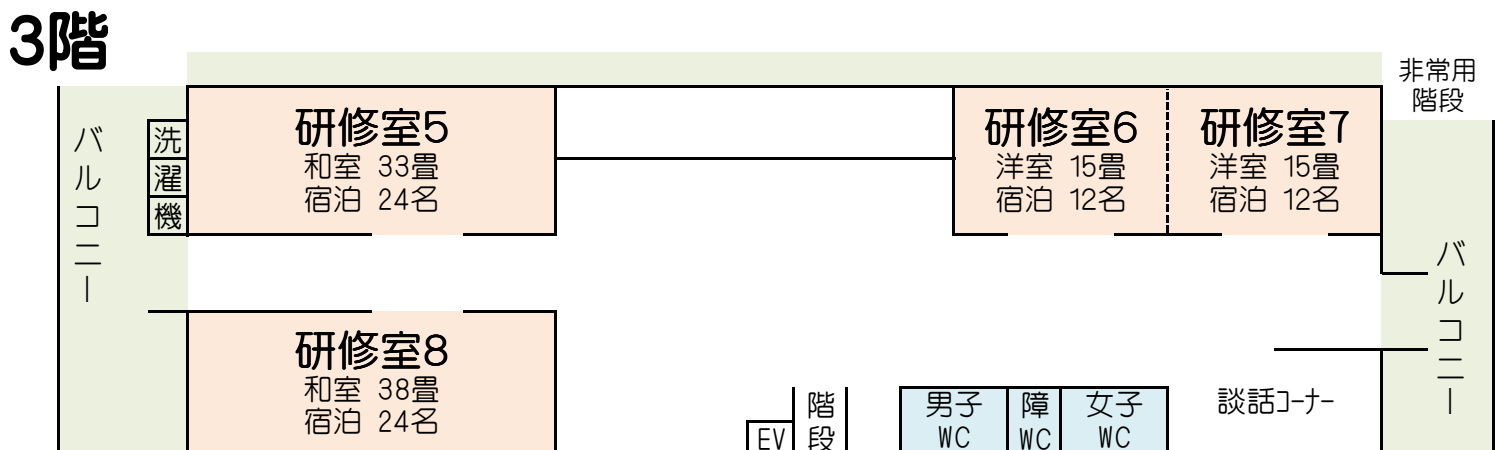 3階
非常用
階段
バルコニー
洗
濯
機
研修室5
和室 33畳
宿泊 24名
研修室6
洋室 15畳
宿泊 12名
研修室7
洋室 15畳
宿泊 12名
バルコニー
研修室8
和室 38畳
宿泊 24名
EV
階
段
男子
WC
障
WC
女子
WC
談話ｺｰﾅｰ